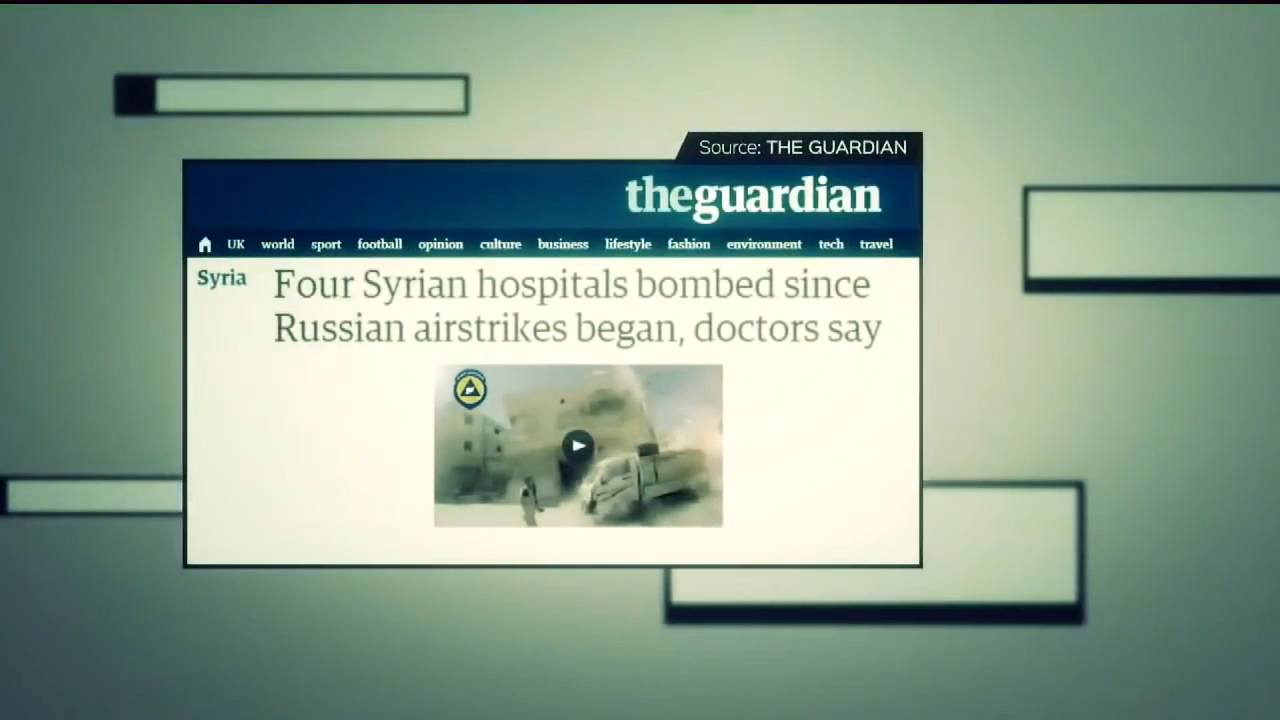 Source: THE GUARDIAN
theguardian
UK world sport football opinion culture business lifestyle fashion environment tech travel
Syria
Four Syrian hospitals bombed since
Russian airstrikes began, doctors say